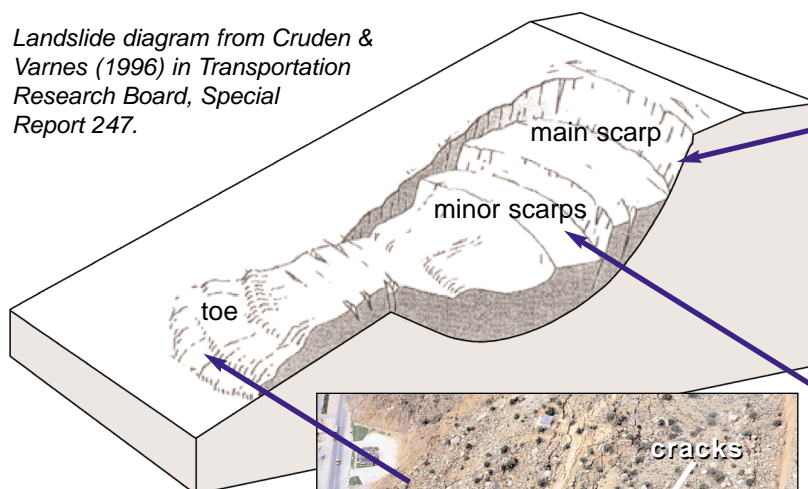 Landslide diagram from Cruden &
Varnes (1996) in Transportation
Research Board, Special
Report 247.
main scarp
minor scarps
toe
cracks